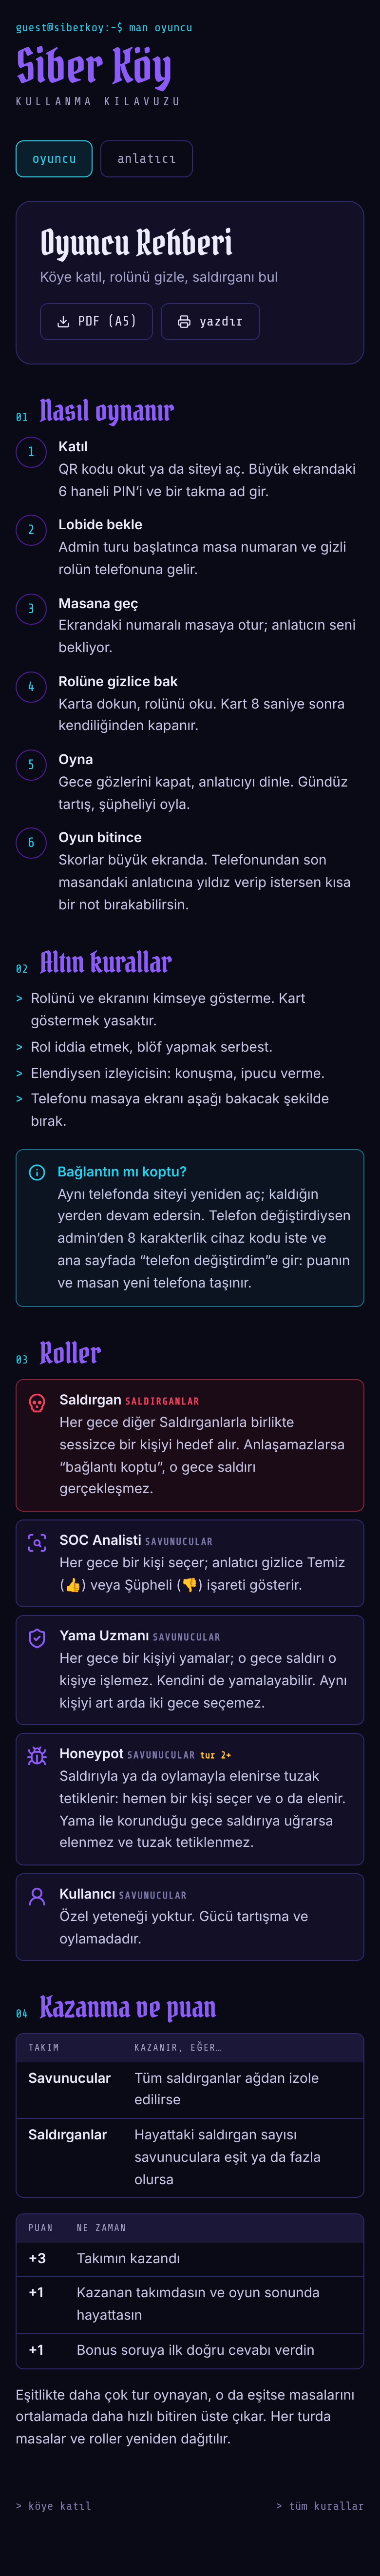 guest@siberkoy:~$ man oyuncu
Siber Köy
KULLANMA KILAVUZU
oyuncu
anlatıcı
Oyuncu Rehberi
Köye katıl, rolünü gizle, saldırganı bul
PDF (A5)
yazdır
01 Nasıl oynanır
1 Katıl
QR kodu okut ya da siteyi aç. Büyük ekrandaki
6 haneli PIN’i ve bir takma ad gir.
2 Lobide bekle
Admin turu başlatınca masa numaran ve gizli
rolün telefonuna gelir.
3 Masana geç
Ekrandaki numaralı masaya otur; anlatıcın seni
bekliyor.
4 Rolüne gizlice bak
Karta dokun, rolünü oku. Kart 8 saniye sonra
kendiliğinden kapanır.
5 Oyna
Gece gözlerini kapat, anlatıcıyı dinle. Gündüz
tartış, şüpheliyi oyla.
6 Oyun bitince
Skorlar büyük ekranda. Telefonundan son
masandaki anlatıcına yıldız verip istersen kısa
bir not bırakabilirsin.
02 Altın kurallar
> Rolünü ve ekranını kimseye gösterme. Kart
göstermek yasaktır.
> Rol iddia etmek, blöf yapmak serbest.
> Elendiysen izleyicisin: konuşma, ipucu verme.
> Telefonu masaya ekranı aşağı bakacak şekilde
bırak.
Bağlantın mı koptu?
Aynı telefonda siteyi yeniden aç; kaldığın
yerden devam edersin. Telefon değiştirdiysen
admin’den 8 karakterlik cihaz kodu iste ve
ana sayfada “telefon değiştirdim”e gir: puanın
ve masan yeni telefona taşınır.
03 Roller
Saldırgan SALDIRGANLAR
Her gece diğer Saldırganlarla birlikte
sessizce bir kişiyi hedef alır. Anlaşamazlarsa
“bağlantı koptu”, o gece saldırı
gerçekleşmez.
SOC Analisti SAVUNUCULAR
Her gece bir kişi seçer; anlatıcı gizlice Temiz
(👍) veya Şüpheli (👎) işareti gösterir.
Yama Uzmanı SAVUNUCULAR
Her gece bir kişiyi yamalar; o gece saldırı o
kişiye işlemez. Kendini de yamalayabilir. Aynı
kişiyi art arda iki gece seçemez.
Honeypot SAVUNUCULAR tur 2+
Saldırıyla ya da oylamayla elenirse tuzak
tetiklenir: hemen bir kişi seçer ve o da elenir.
Yama ile korunduğu gece saldırıya uğrarsa
elenmez ve tuzak tetiklenmez.
Kullanıcı SAVUNUCULAR
Özel yeteneği yoktur. Gücü tartışma ve
oylamadadır.
04 Kazanma ve puan
TAKIM KAZANIR, EĞER…
Savunucular Tüm saldırganlar ağdan izole
edilirse
Saldırganlar Hayattaki saldırgan sayısı
savunuculara eşit ya da fazla
olursa
PUAN NE ZAMAN
+3 Takımın kazandı
+1 Kazanan takımdasın ve oyun sonunda
hayattasın
+1 Bonus soruya ilk doğru cevabı verdin
Eşitlikte daha çok tur oynayan, o da eşitse masalarını
ortalamada daha hızlı bitiren üste çıkar. Her turda
masalar ve roller yeniden dağıtılır.
> köye katıl
> tüm kurallar